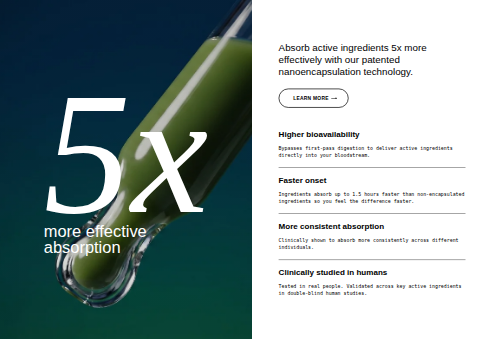 5x
more effective
absorption
Absorb active ingredients 5x more
effectively with our patented
nanoencapsulation technology.
LEARN MORE →
Higher bioavailability
Bypasses first-pass digestion to deliver active ingredients
directly into your bloodstream.
Faster onset
Ingredients absorb up to 1.5 hours faster than non-encapsulated
ingredients so you feel the difference faster.
More consistent absorption
Clinically shown to absorb more consistently across different
individuals.
Clinically studied in humans
Tested in real people. Validated across key active ingredients
in double-blind human studies.